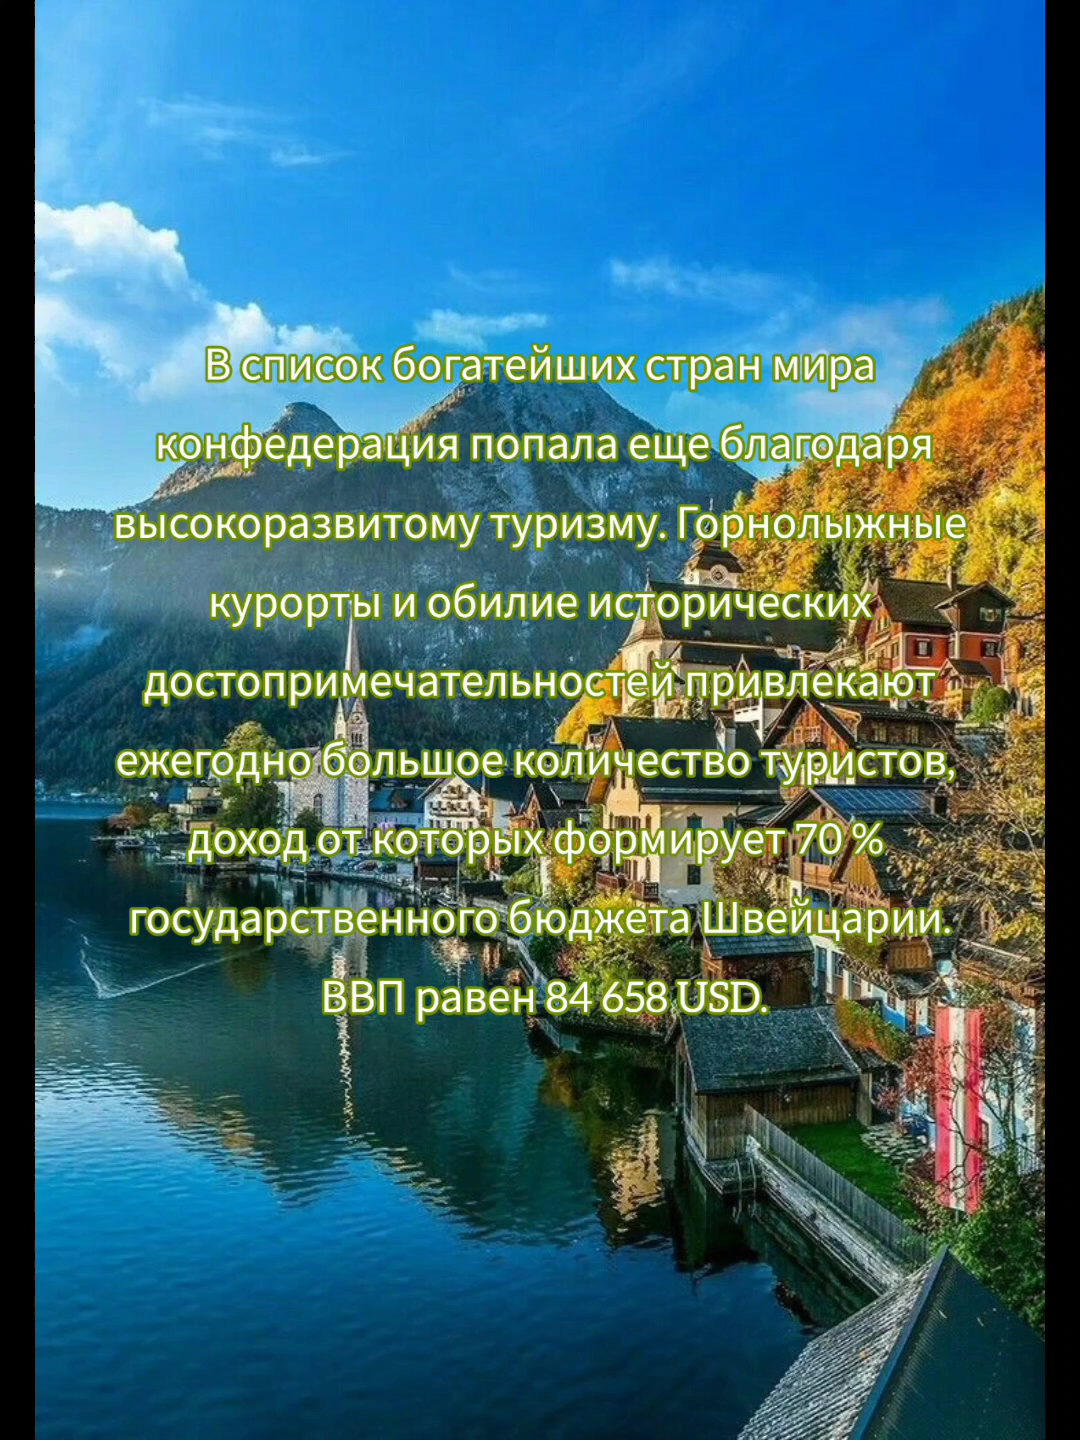 В список богатейших стран мира
конфедерация попала еще благодаря
высокоразвитому туризму. Горнолыжные
курорты и обилие исторических
достопримечательностей привлекают
ежегодно большое количество туристов,
доход от которых формирует 70 %
государственного бюджета Швейцарии.
ВВП равен 84 658 USD.